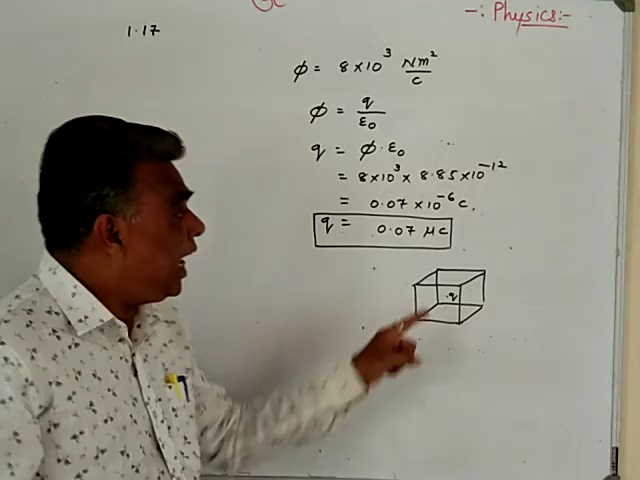 -: Physics:-
1.17
φ = 8×10³ Nm²/C
φ = q/ε₀
q = φ·ε₀
= 8×10³ × 8.85×10⁻¹²
= 0.07 ×10⁻⁶ C.
q = 0.07 μC
.q